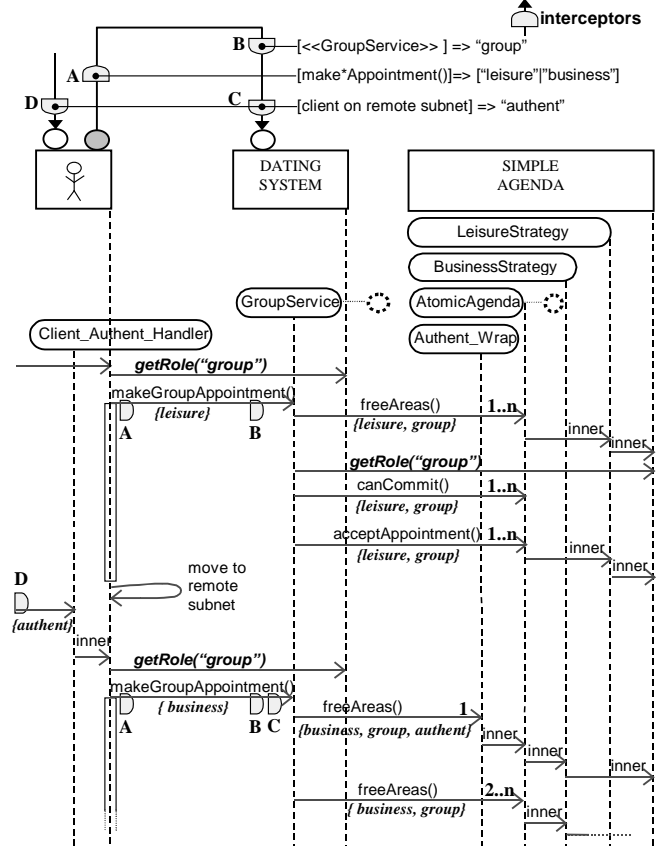 interceptors
B
[<<GroupService>> ] => “group”
A
[make*Appointment()]=> [“leisure”|”business”]
D
C
[client on remote subnet] => “authent”
DATING
SYSTEM
SIMPLE
AGENDA
LeisureStrategy
BusinessStrategy
GroupService
AtomicAgenda
Client_Authent_Handler
Authent_Wrap
getRole(“group”)
makeGroupAppointment()
{leisure}
A
B
freeAreas()
1..n
{leisure, group}
inner
inner
getRole(“group”)
canCommit()
1..n
{leisure, group}
acceptAppointment()
1..n
{leisure, group}
inner
inner
move to
remote
subnet
D
{authent}
inner
getRole(“group”)
makeGroupAppointment()
{ business}
A
B
C
freeAreas()
1
{business, group, authent}
inner
inner
inner
freeAreas()
2..n
{ business, group}
inner